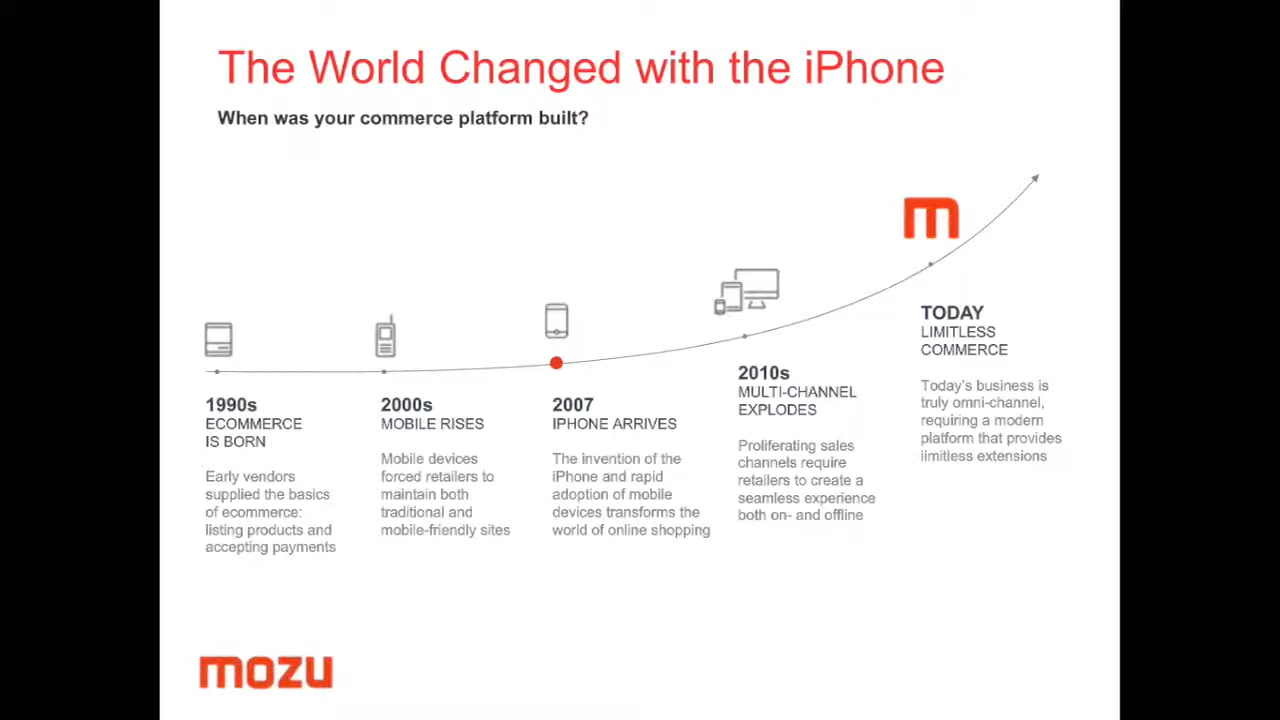 The World Changed with the iPhone
When was your commerce platform built?
m
1990s
ECOMMERCE
IS BORN
Early vendors
supplied the basics
of ecommerce:
listing products and
accepting payments
2000s
MOBILE RISES
Mobile devices
forced retailers to
maintain both
traditional and
mobile-friendly sites
2007
IPHONE ARRIVES
The invention of the
iPhone and rapid
adoption of mobile
devices transforms the
world of online shopping
2010s
MULTI-CHANNEL
EXPLODES
Proliferating sales
channels require
retailers to create a
seamless experience
both on- and offline
TODAY
LIMITLESS
COMMERCE
Today's business is
truly omni-channel,
requiring a modern
platform that provides
limitless extensions
mozu